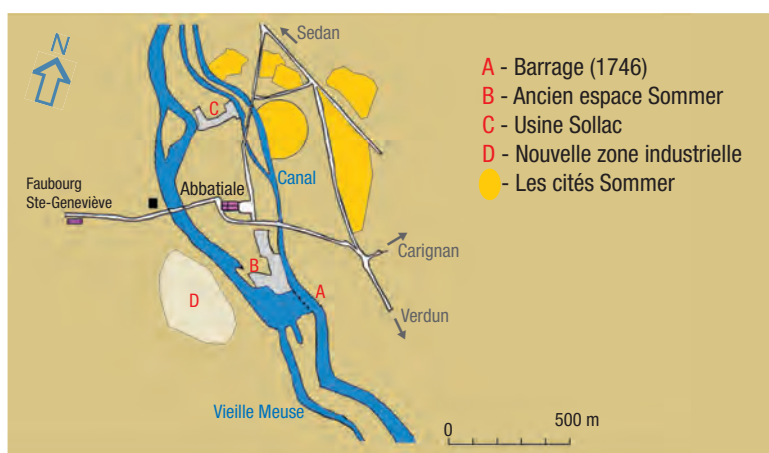 N
Sedan
A - Barrage (1746)
B - Ancien espace Sommer
C - Usine Sollac
D - Nouvelle zone industrielle
- Les cités Sommer
C
Canal
Faubourg
Ste-Geneviève
Abbatiale
Carignan
B
A
D
Verdun
Vieille Meuse
0
500 m